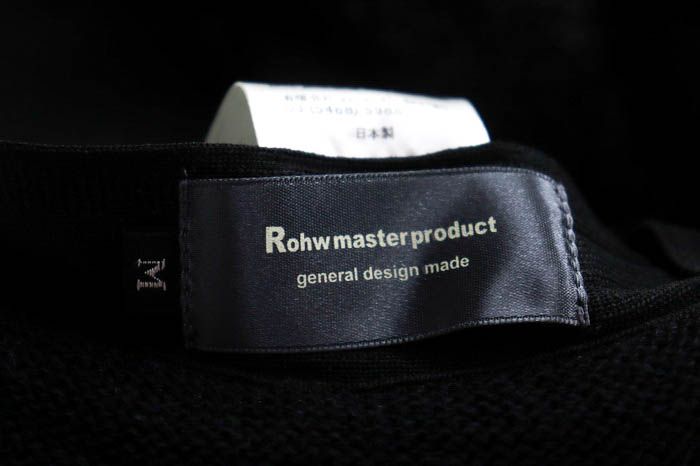 日本製
Rohwmasterproduct
general design made
M